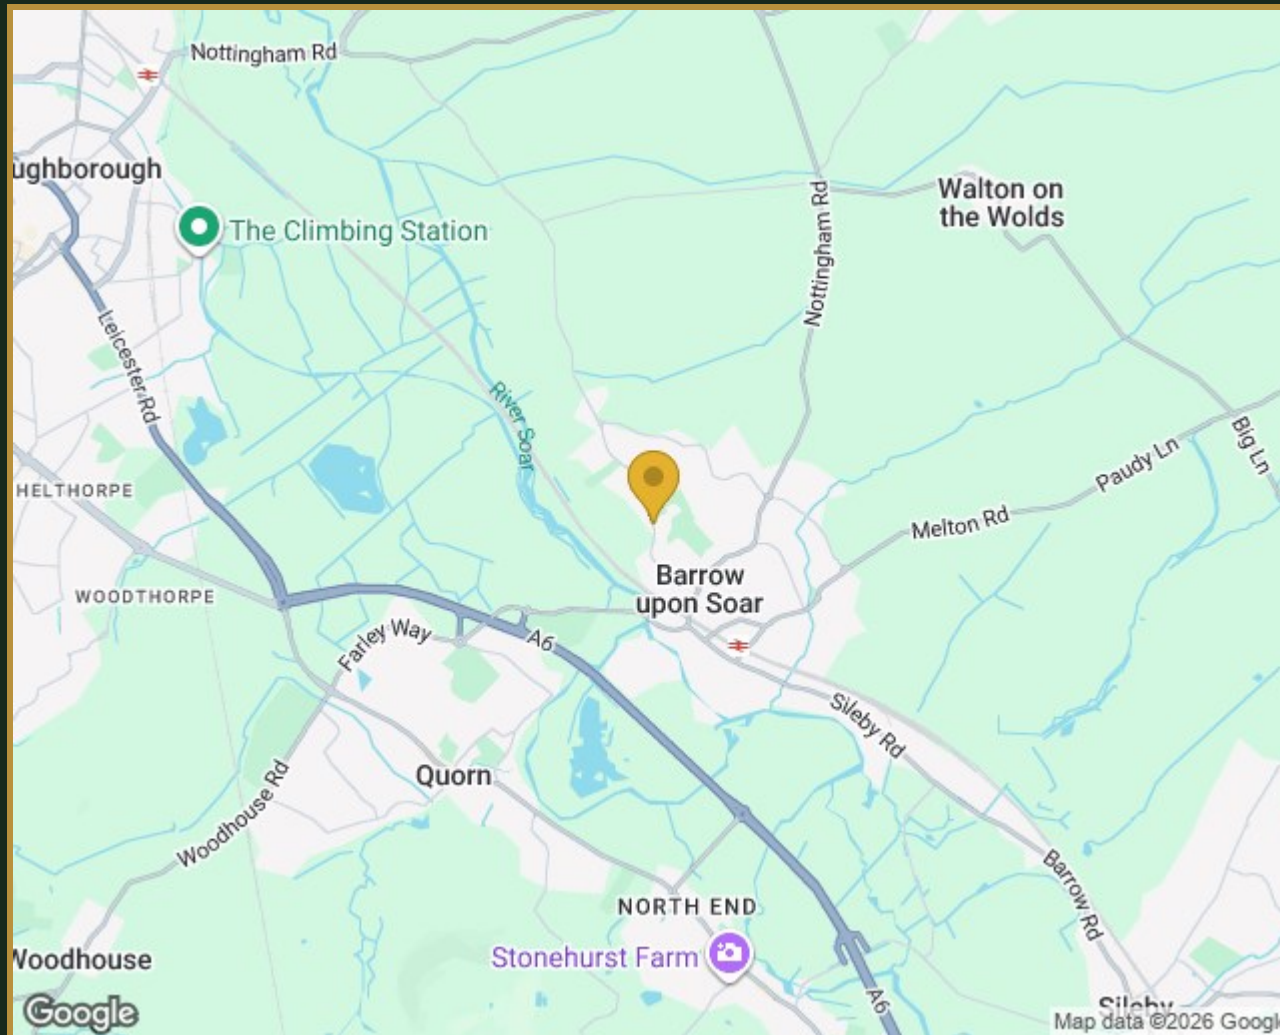 Nottingham Rd
ughborough
The Climbing Station
Walton on
the Wolds
Nottingham Rd
Leicester Rd
River Soar
Big Ln
Paudy Ln
HELTHORPE
Melton Rd
Barrow
upon Soar
WOODTHORPE
Farley Way
A6
Sileby Rd
Quorn
Woodhouse Rd
Barrow Rd
NORTH END
Stonehurst Farm
Woodhouse
A6
Sileby
Google
Map data ©2026 Googl